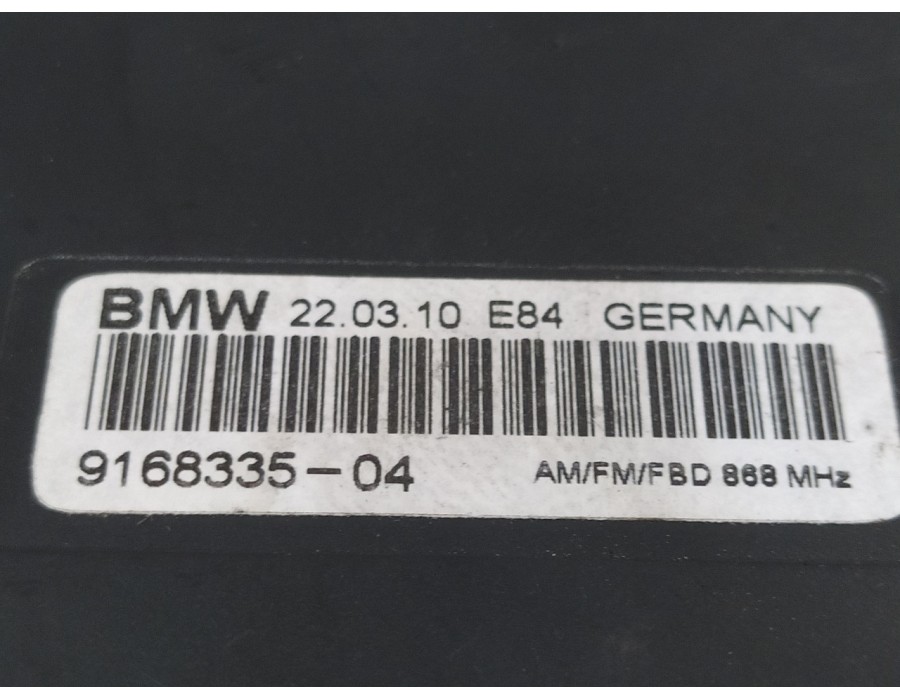 BMW 22.03.10 E84 GERMANY
9168335-04 AM/FM/FBD 868 MHz